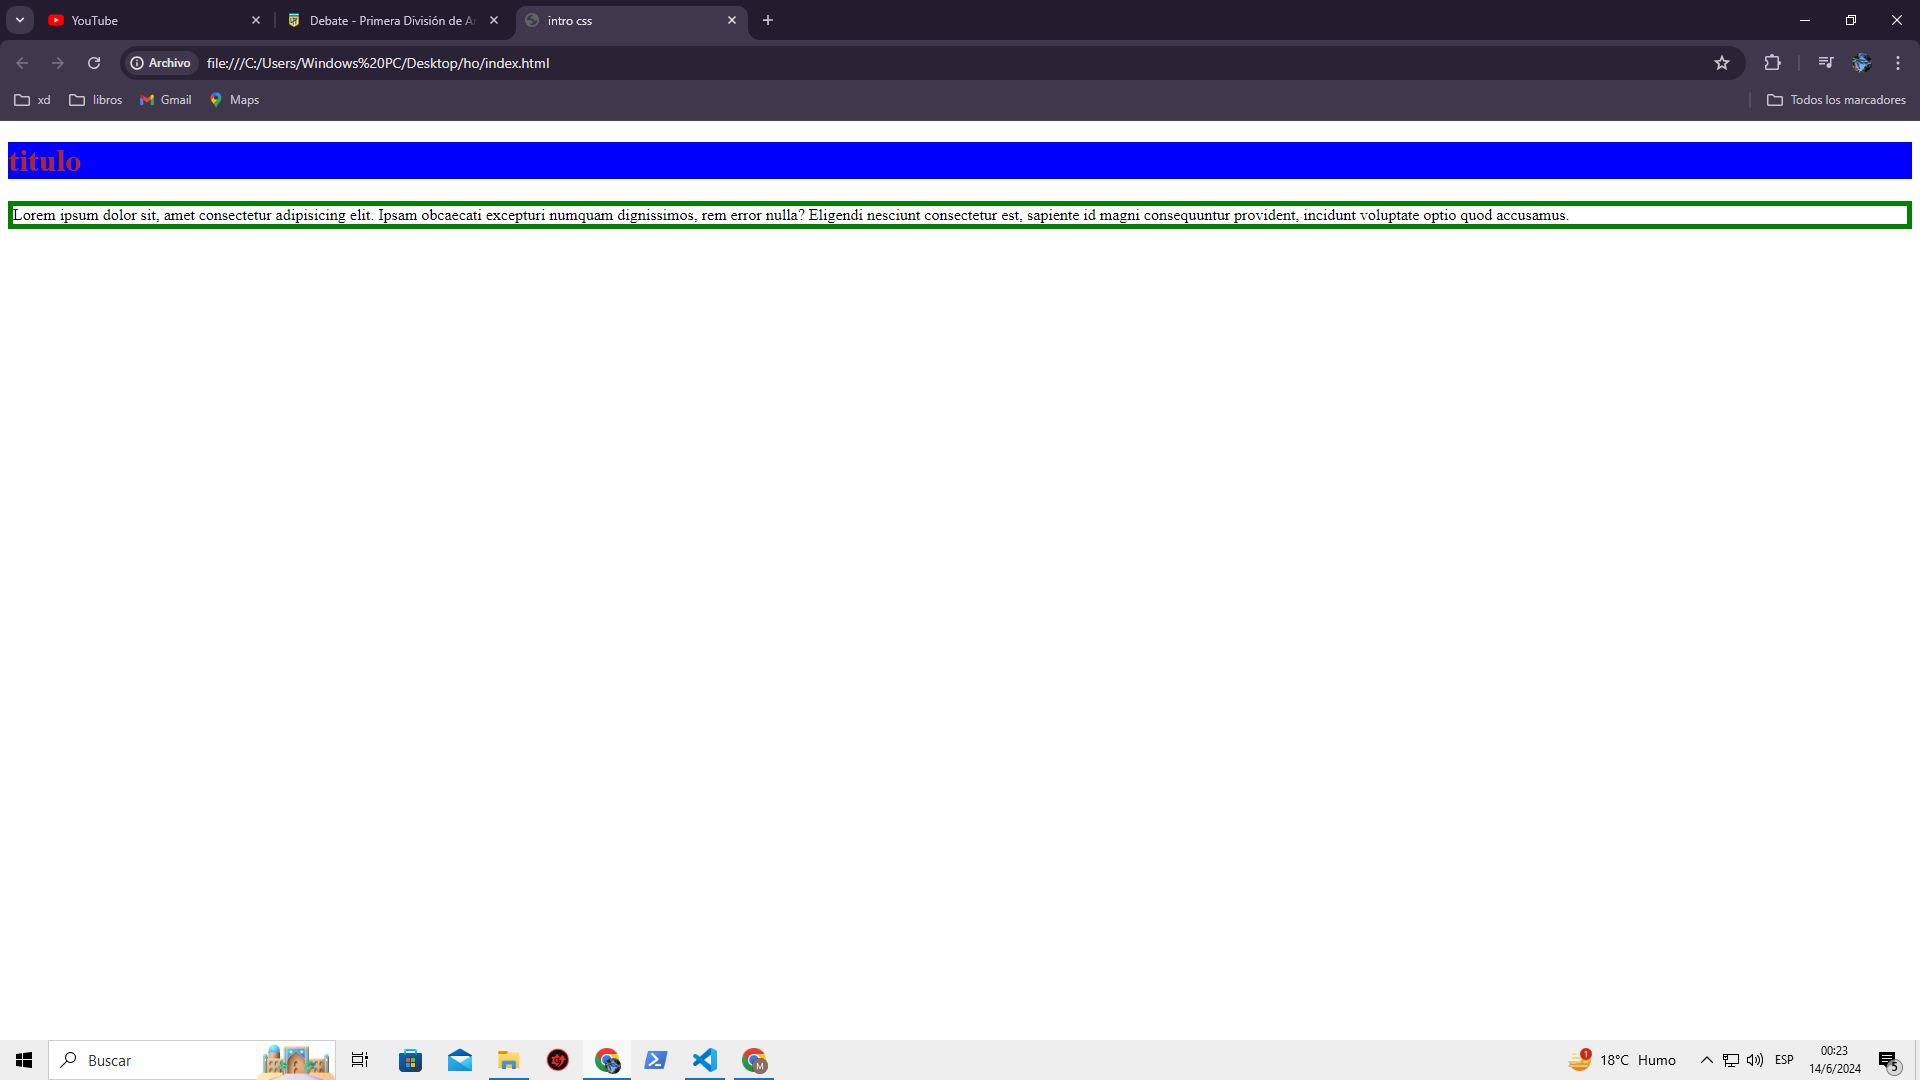 YouTube
Debate - Primera División de Ar
intro css
Archivo
file:///C:/Users/Windows%20PC/Desktop/ho/index.html
xd
libros
Gmail
Maps
Todos los marcadores
titulo
Lorem ipsum dolor sit, amet consectetur adipisicing elit. Ipsam obcaecati excepturi numquam dignissimos, rem error nulla? Eligendi nesciunt consectetur est, sapiente id magni consequuntur provident, incidunt voluptate optio quod accusamus.
Buscar
M
1
18°C Humo
ESP
00:23
14/6/2024
5